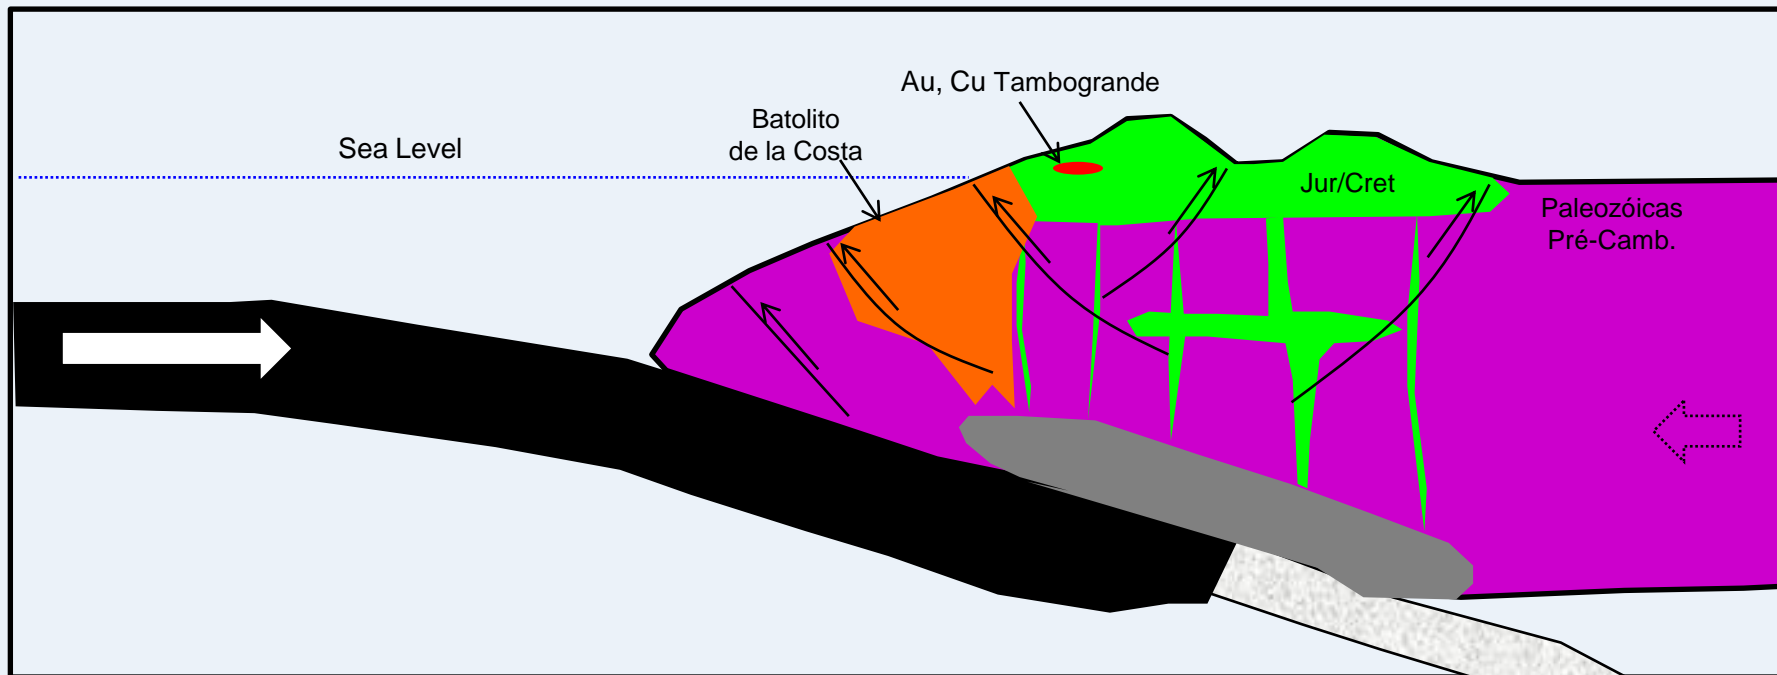 Au, Cu Tambogrande
Batolito
de la Costa
Sea Level
Jur/Cret
Paleozóicas
Pré-Camb.